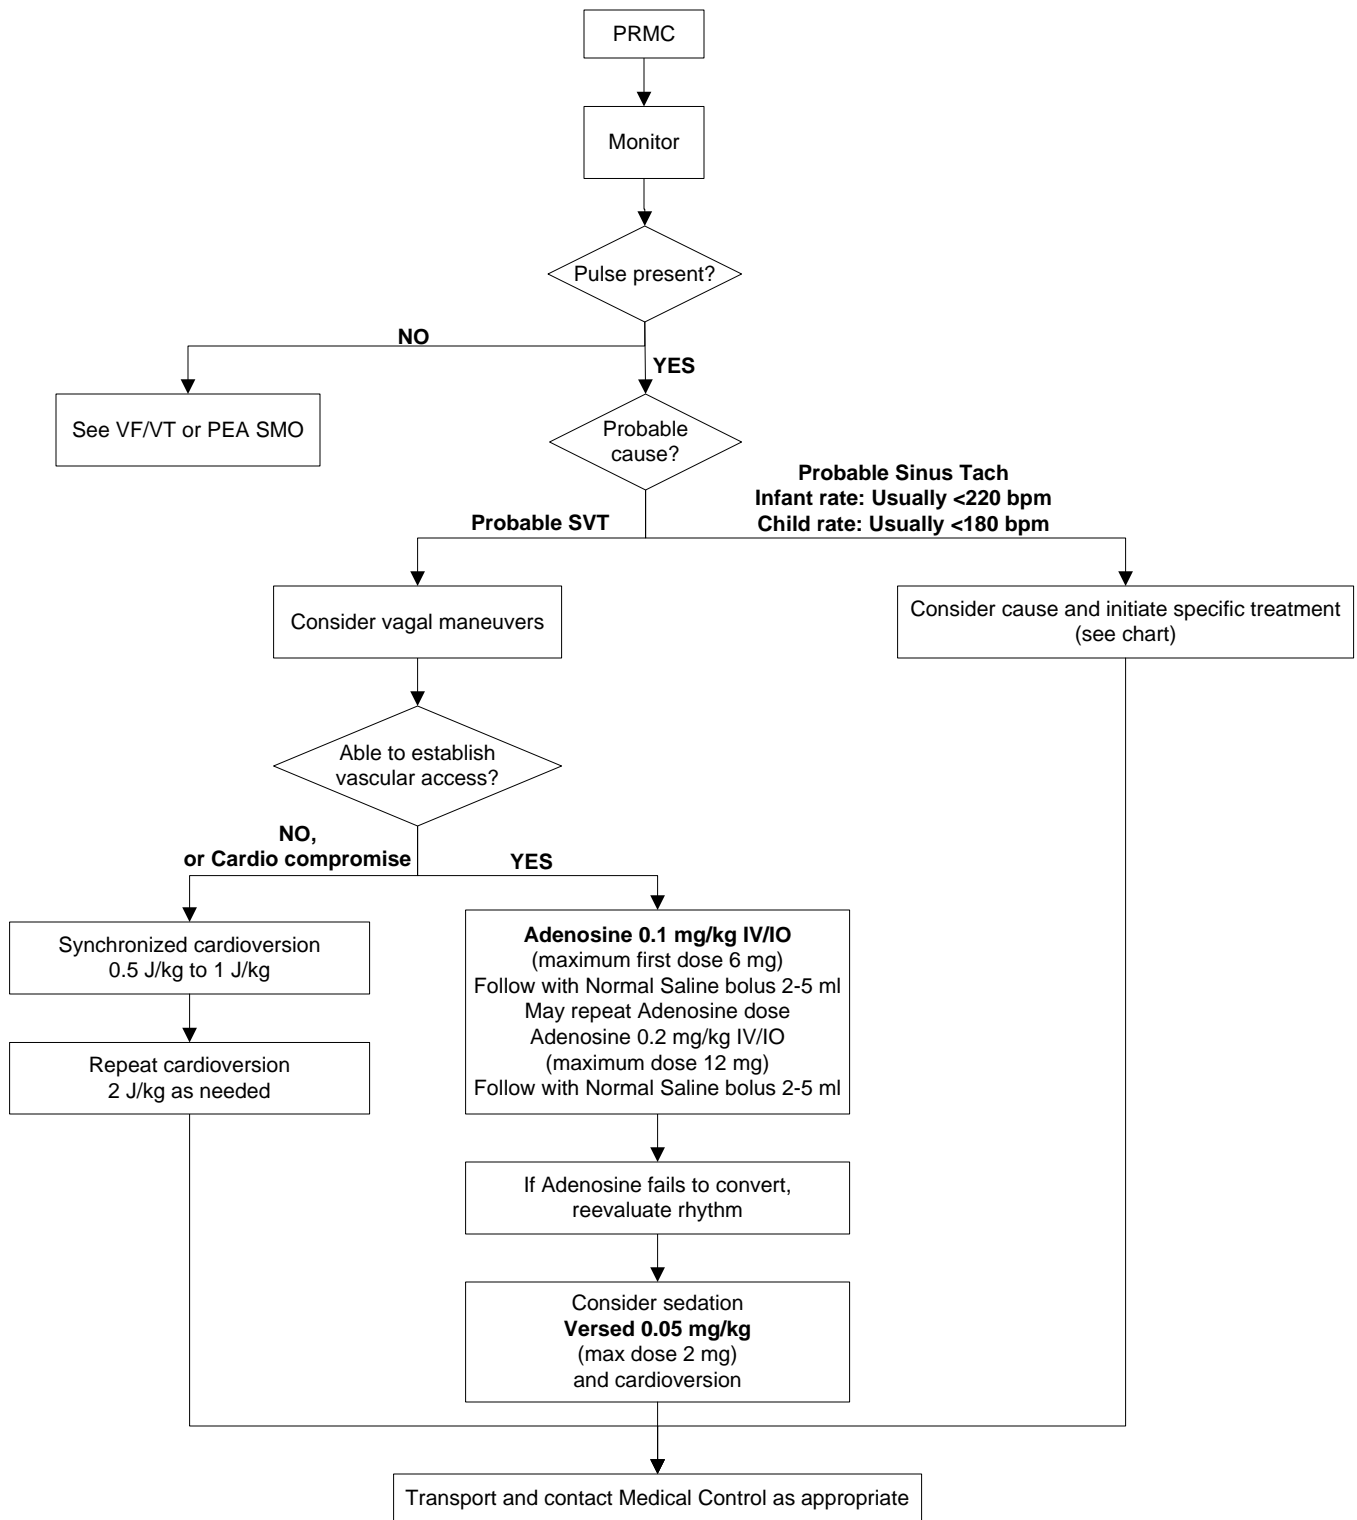 PRMC
Monitor
Pulse present?
NO
YES
See VF/VT or PEA SMO
Probable
cause?
Probable Sinus Tach
Infant rate: Usually <220 bpm
Child rate: Usually <180 bpm
Probable SVT
Consider vagal maneuvers
Consider cause and initiate specific treatment
(see chart)
Able to establish
vascular access?
NO,
or Cardio compromise
YES
Synchronized cardioversion
0.5 J/kg to 1 J/kg
Repeat cardioversion
2 J/kg as needed
Adenosine 0.1 mg/kg IV/IO
(maximum first dose 6 mg)
Follow with Normal Saline bolus 2-5 ml
May repeat Adenosine dose
Adenosine 0.2 mg/kg IV/IO
(maximum dose 12 mg)
Follow with Normal Saline bolus 2-5 ml
If Adenosine fails to convert,
reevaluate rhythm
Consider sedation
Versed 0.05 mg/kg
(max dose 2 mg)
and cardioversion
Transport and contact Medical Control as appropriate